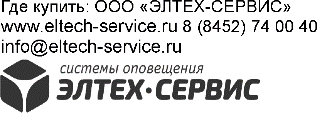 Где купить: ООО «ЭЛТЕХ-СЕРВИС»
www.eltech-service.ru 8 (8452) 74 00 40
info@eltech-service.ru
системы оповещения
ЭЛТЕХ·СЕРВИС